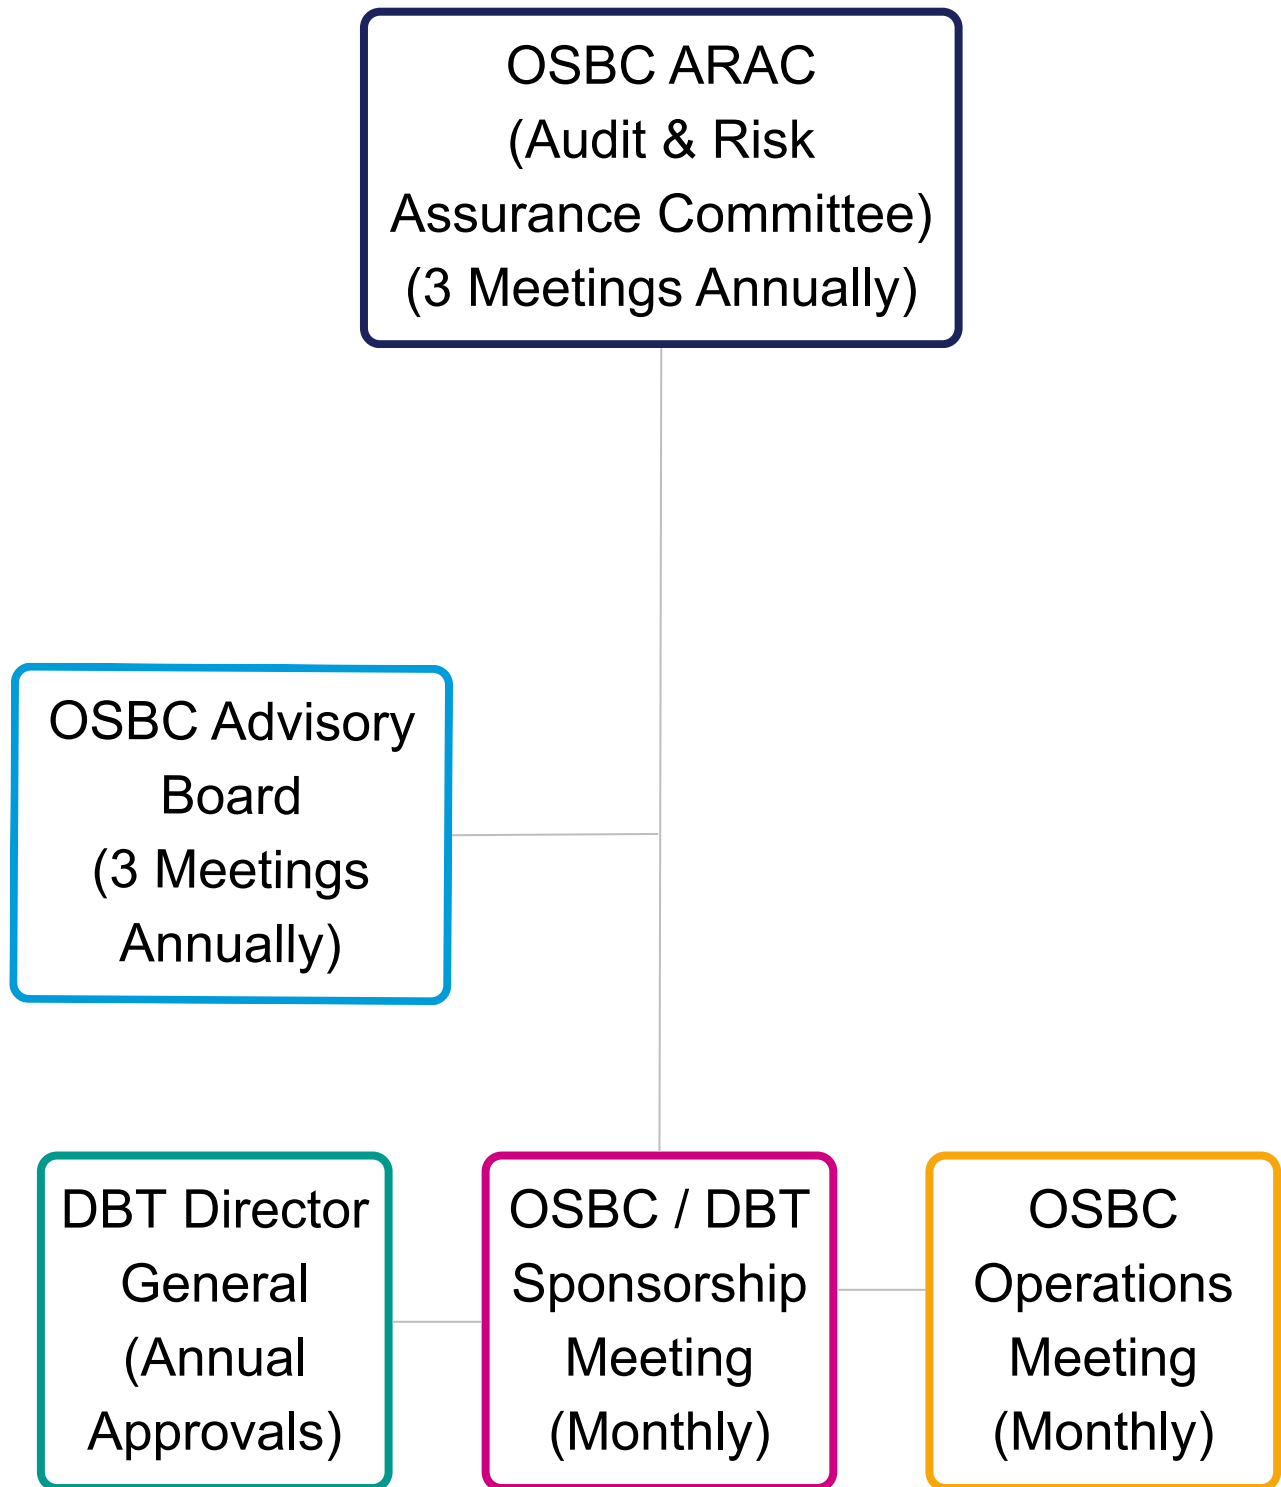 OSBC ARAC
(Audit & Risk
Assurance Committee)
(3 Meetings Annually)
OSBC Advisory
Board
(3 Meetings
Annually)
DBT Director
General
(Annual
Approvals)
OSBC / DBT
Sponsorship
Meeting
(Monthly)
OSBC
Operations
Meeting
(Monthly)